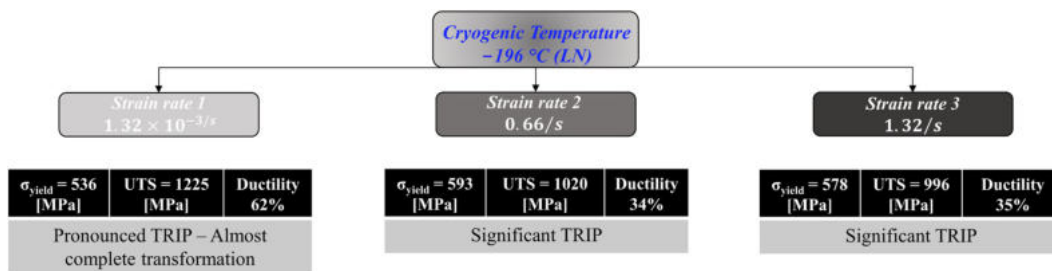 Cryogenic Temperature
−196 °C (LN)
Strain rate 1
1.32 × 10⁻³/s
Strain rate 2
0.66/s
Strain rate 3
1.32/s
σyield = 536 UTS = 1225 Ductility
[MPa] [MPa] 62%
Pronounced TRIP – Almost
complete transformation
σyield = 593 UTS = 1020 Ductility
[MPa] [MPa] 34%
Significant TRIP
σyield = 578 UTS = 996 Ductility
[MPa] [MPa] 35%
Significant TRIP